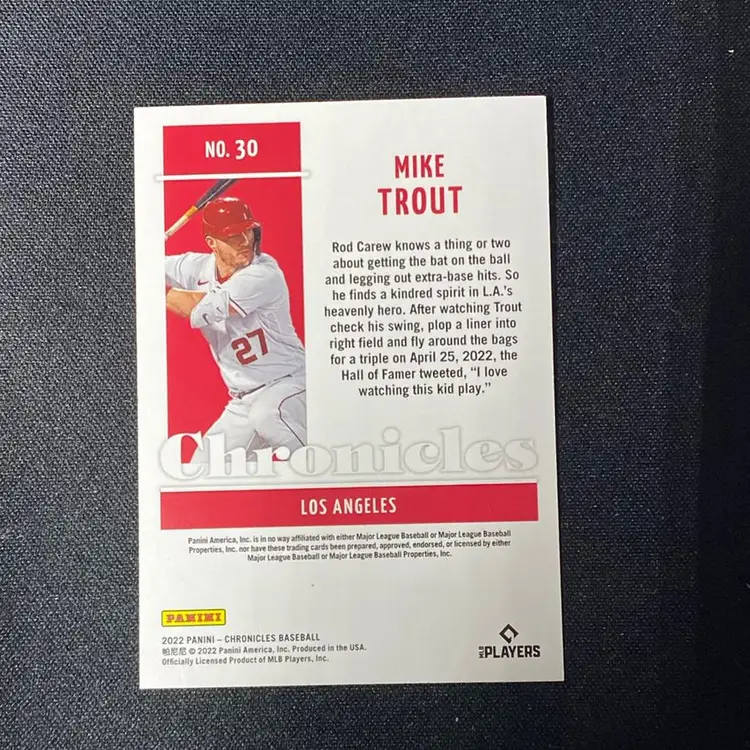 NO. 30
MIKE
TROUT
Rod Carew knows a thing or two
about getting the bat on the ball
and legging out extra-base hits. So
he finds a kindred spirit in L.A.'s
heavenly hero. After watching Trout
check his swing, plop a liner into
right field and fly around the bags
for a triple on April 25, 2022, the
Hall of Famer tweeted, “I love
watching this kid play.”
27
Chronicles
LOS ANGELES
Panini America, Inc. is in no way affiliated with either Major League Baseball or Major League Baseball
Properties, Inc. nor have these trading cards been prepared, approved, endorsed, or licensed by either
Major League Baseball or Major League Baseball Properties, Inc.
PANINI
2022 PANINI – CHRONICLES BASEBALL
帕尼尼 © 2022 Panini America, Inc. Produced in the USA.
Officially Licensed Product of MLB Players, Inc.
MLB PLAYERS